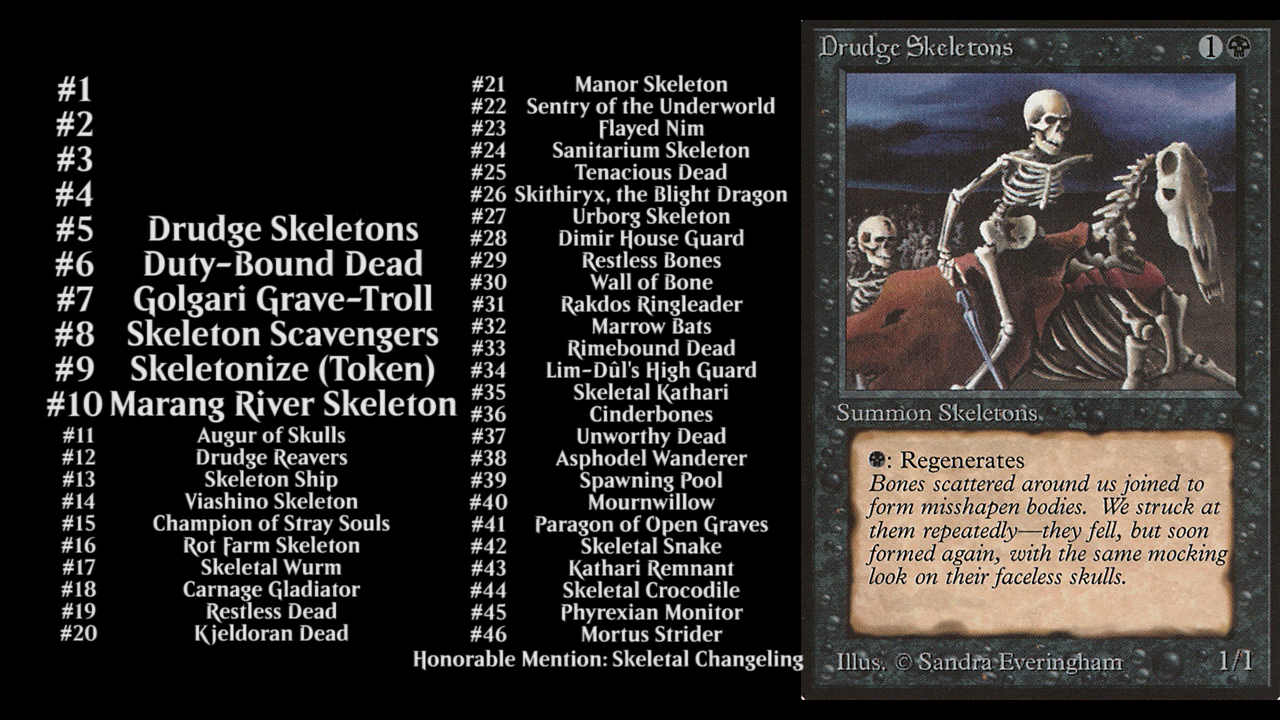 #1
#2
#3
#4
#5 Drudge Skeletons
#6 Duty-Bound Dead
#7 Golgari Grave-Troll
#8 Skeleton Scavengers
#9 Skeletonize (Token)
#10 Marang River Skeleton
#11 Augur of Skulls
#12 Drudge Reavers
#13 Skeleton Ship
#14 Viashino Skeleton
#15 Champion of Stray Souls
#16 Rot Farm Skeleton
#17 Skeletal Wurm
#18 Carnage Gladiator
#19 Restless Dead
#20 Kjeldoran Dead
#21 Manor Skeleton
#22 Sentry of the Underworld
#23 Flayed Nim
#24 Sanitarium Skeleton
#25 Tenacious Dead
#26 Skithiryx, the Blight Dragon
#27 Urborg Skeleton
#28 Dimir House Guard
#29 Restless Bones
#30 Wall of Bone
#31 Rakdos Ringleader
#32 Marrow Bats
#33 Rimebound Dead
#34 Lim-Dûl's High Guard
#35 Skeletal Kathari
#36 Cinderbones
#37 Unworthy Dead
#38 Asphodel Wanderer
#39 Spawning Pool
#40 Mournwillow
#41 Paragon of Open Graves
#42 Skeletal Snake
#43 Kathari Remnant
#44 Skeletal Crocodile
#45 Phyrexian Monitor
#46 Mortus Strider
Honorable Mention: Skeletal Changeling
Drudge Skeletons 1
Summon Skeletons
: Regenerates
Bones scattered around us joined to
form misshapen bodies. We struck at
them repeatedly—they fell, but soon
formed again, with the same mocking
look on their faceless skulls.
Illus. © Sandra Everingham 1/1